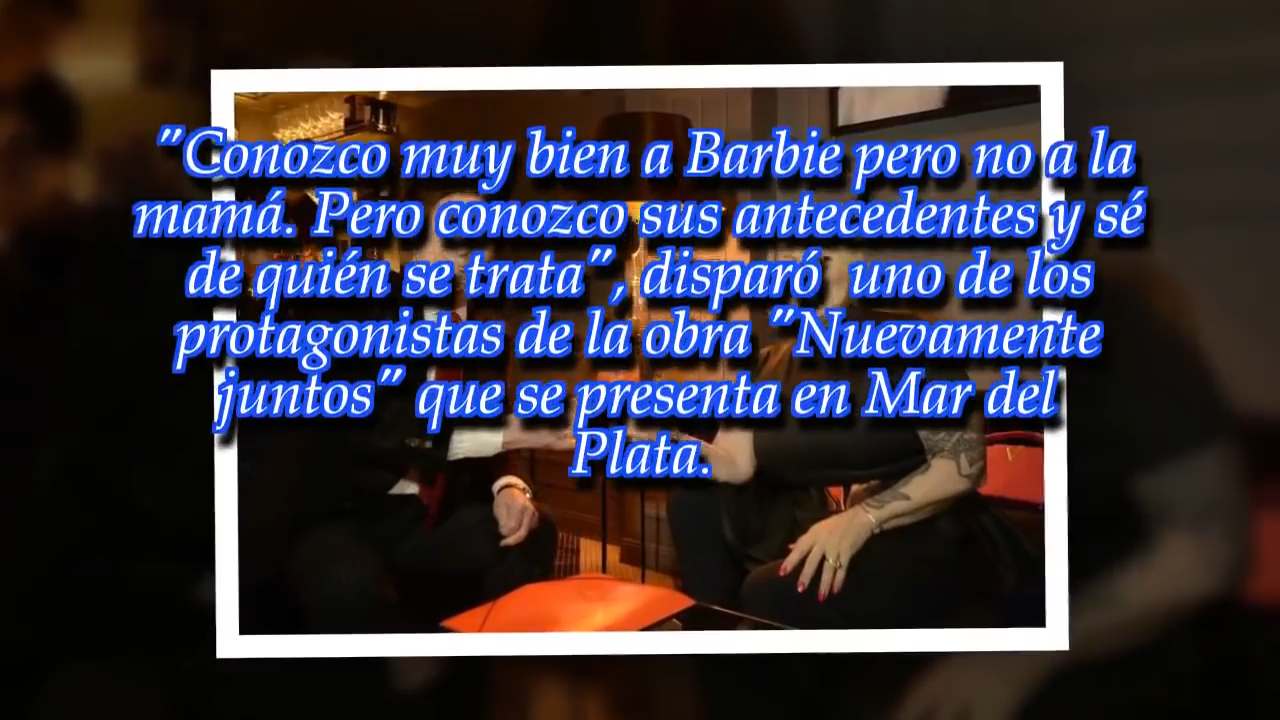 "Conozco muy bien a Barbie pero no a la
mamá. Pero conozco sus antecedentes y sé
de quién se trata", disparó  uno de los
protagonistas de la obra "Nuevamente
juntos" que se presenta en Mar del
Plata.